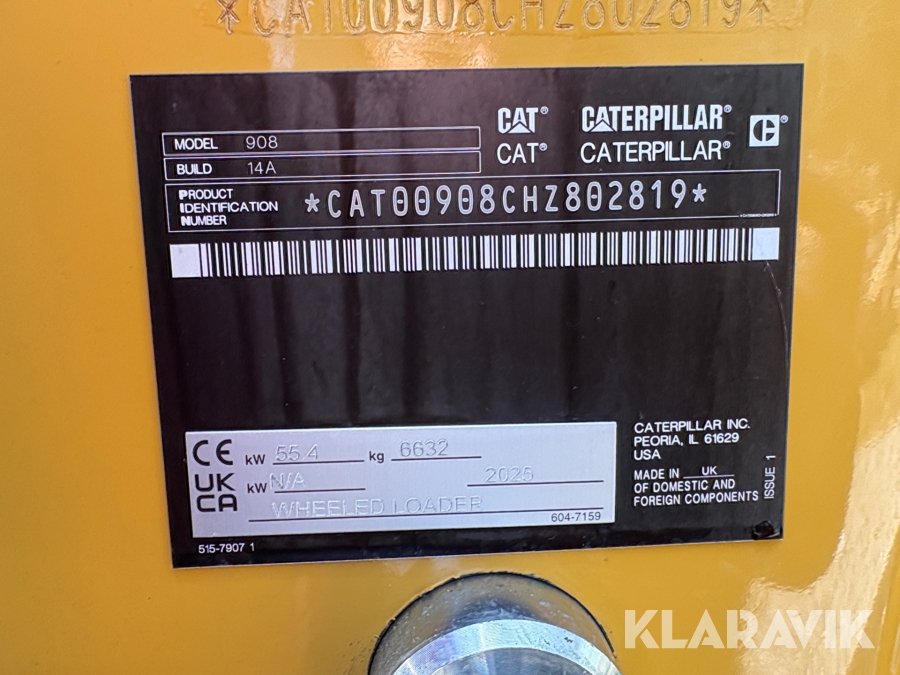 *CAT00908CHZ802819*
CAT® CATERPILLAR®
CAT® CATERPILLAR®
C®
MODEL 908
BUILD 14A
PRODUCT
IDENTIFICATION
NUMBER
*CAT00908CHZ802819*
CE kW 55.4 kg 6632
UK
CA
kW N/A 2025
WHEELED LOADER
604-7159
515-7907 1
CATERPILLAR INC.
PEORIA, IL 61629
USA
MADE IN UK
OF DOMESTIC AND
FOREIGN COMPONENTS
ISSUE 1
KLARAVIK